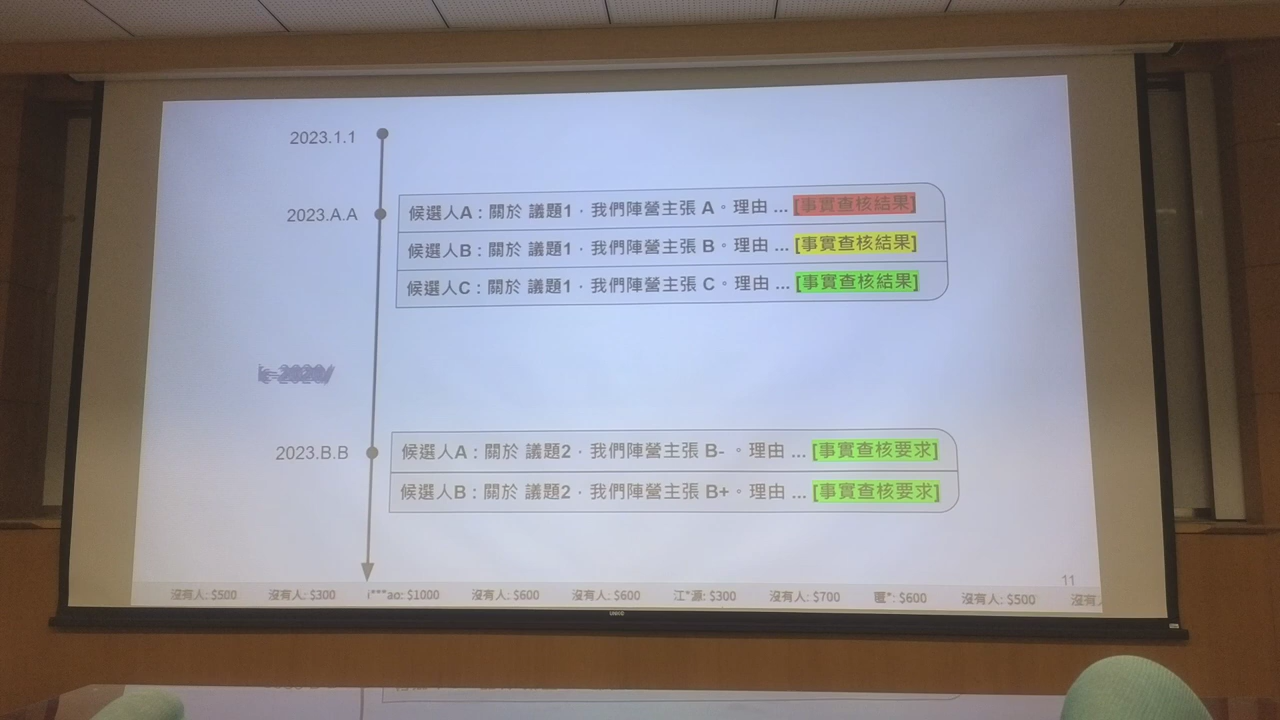 2023.1.1
2023.A.A
候選人A：關於 議題1，我們陣營主張 A。理由 ... [事實查核結果]
候選人B：關於 議題1，我們陣營主張 B。理由 ... [事實查核結果]
候選人C：關於 議題1，我們陣營主張 C。理由 ... [事實查核結果]
ic-2020/
2023.B.B
候選人A：關於 議題2，我們陣營主張 B- 。理由 ... [事實查核要求]
候選人B：關於 議題2，我們陣營主張 B+。理由 ... [事實查核要求]
11
沒有人: $500 沒有人: $300 i***ao: $1000 沒有人: $600 沒有人: $600 江*源: $300 沒有人: $700 匿*: $600 沒有人: $500 沒有